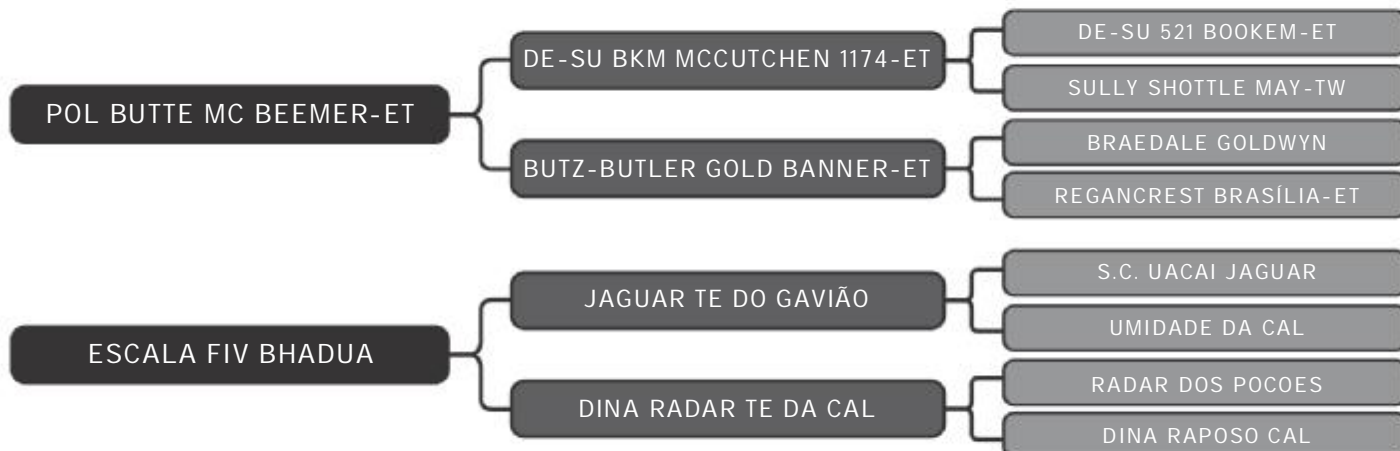 POL BUTTE MC BEEMER-ET
DE-SU BKM MCCUTCHEN 1174-ET
DE-SU 521 BOOKEM-ET
SULLY SHOTTLE MAY-TW
BUTZ-BUTLER GOLD BANNER-ET
BRAEDALE GOLDWYN
REGANCREST BRASÍLIA-ET
ESCALA FIV BHADUA
JAGUAR TE DO GAVIÃO
S.C. UACAI JAGUAR
UMIDADE DA CAL
DINA RADAR TE DA CAL
RADAR DOS POCOES
DINA RAPOSO CAL